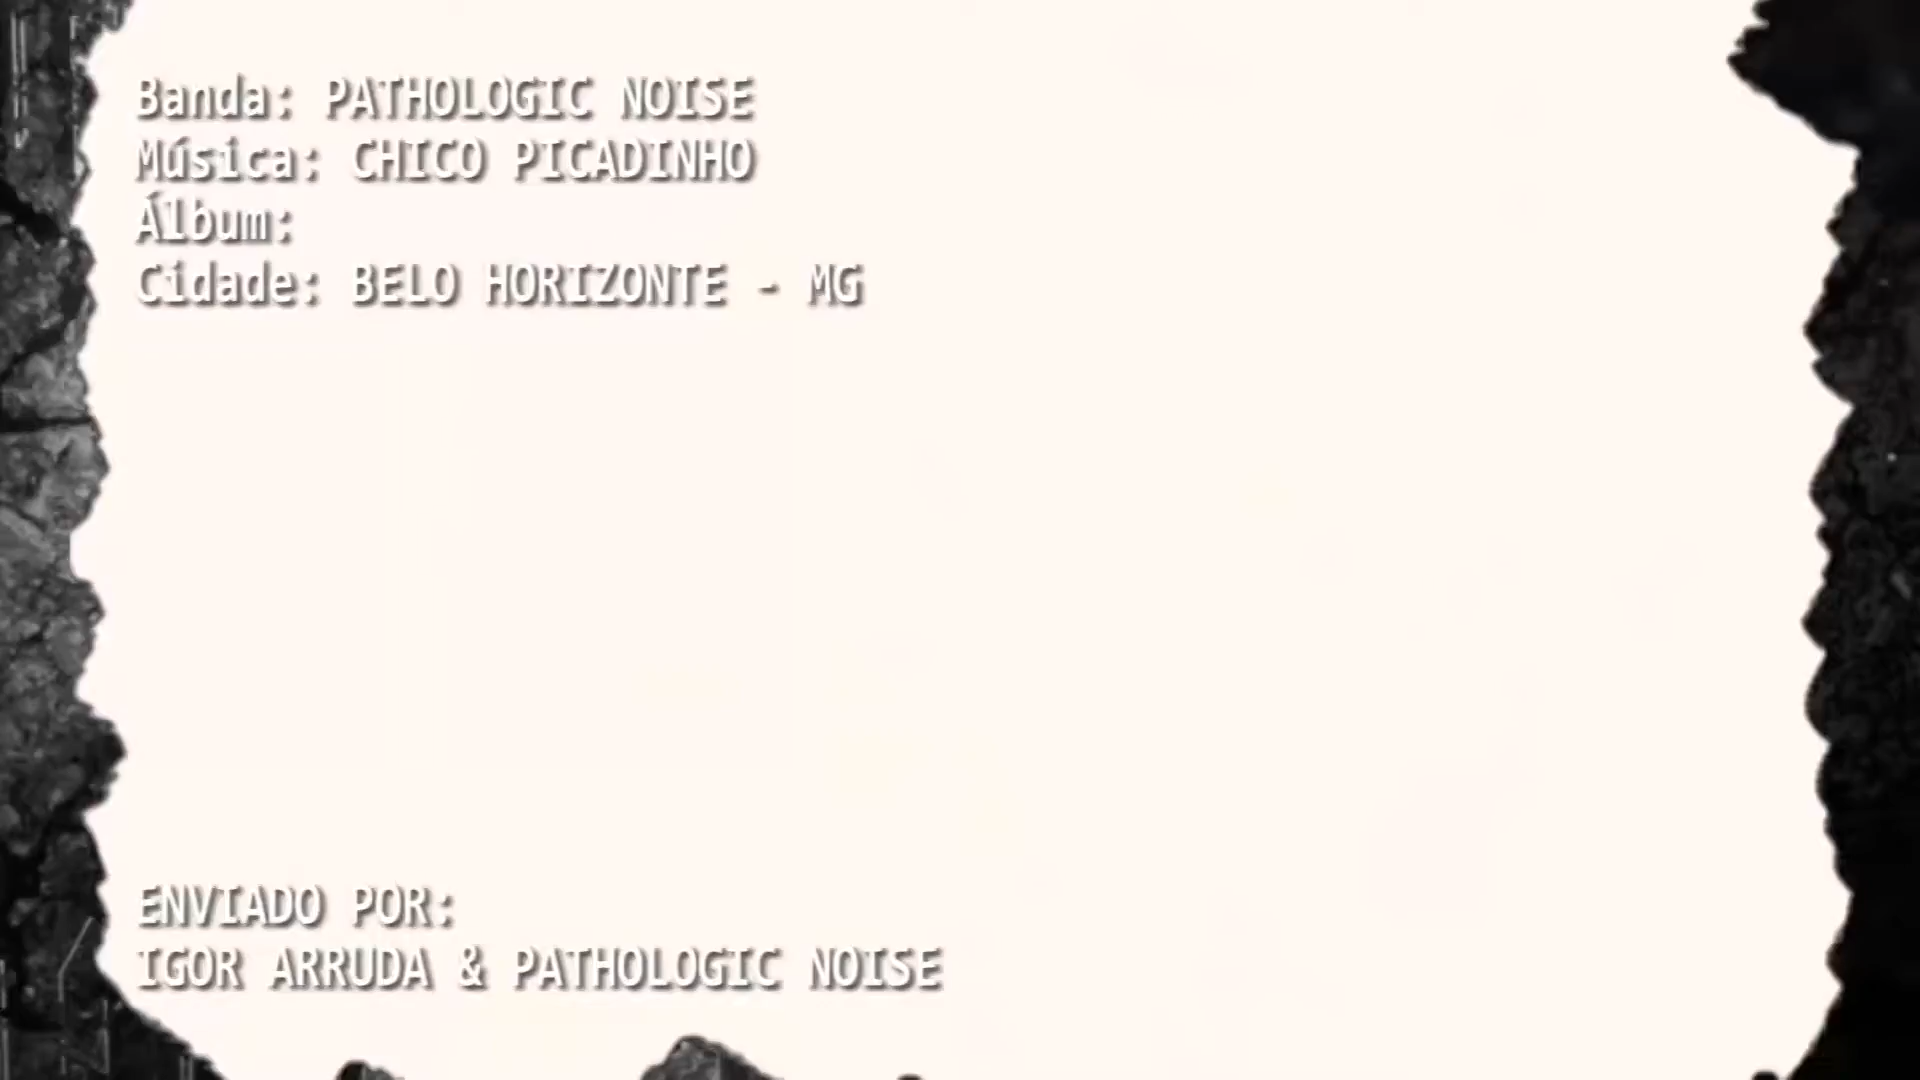 Banda: PATHOLOGIC NOISE
Música: CHICO PICADINHO
Álbum:
Cidade: BELO HORIZONTE - MG
ENVIADO POR:
IGOR ARRUDA & PATHOLOGIC NOISE